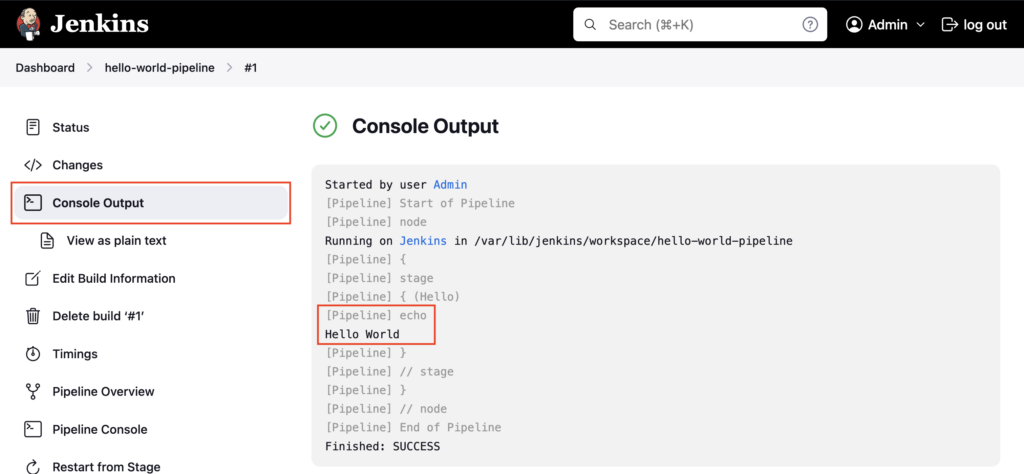 Jenkins
Search (⌘+K)
Admin
log out
Dashboard
hello-world-pipeline
#1
Status
Changes
Console Output
View as plain text
Edit Build Information
Delete build ‘#1’
Timings
Pipeline Overview
Pipeline Console
Restart from Stage
Console Output
Started by user Admin
[Pipeline] Start of Pipeline
[Pipeline] node
Running on Jenkins in /var/lib/jenkins/workspace/hello-world-pipeline
[Pipeline] {
[Pipeline] stage
[Pipeline] { (Hello)
[Pipeline] echo
Hello World
[Pipeline] }
[Pipeline] // stage
[Pipeline] }
[Pipeline] // node
[Pipeline] End of Pipeline
Finished: SUCCESS